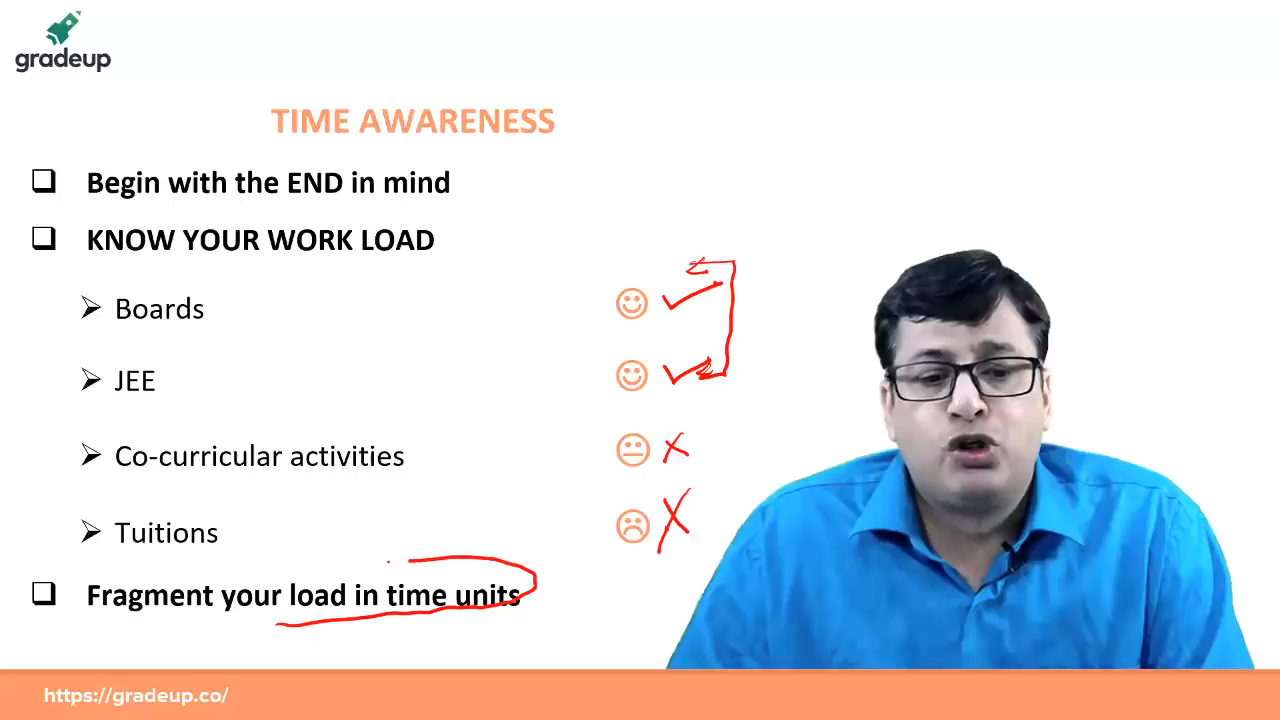 gradeup
TIME AWARENESS
Begin with the END in mind
KNOW YOUR WORK LOAD
Boards
JEE
Co-curricular activities
Tuitions
Fragment your load in time units
https://gradeup.co/